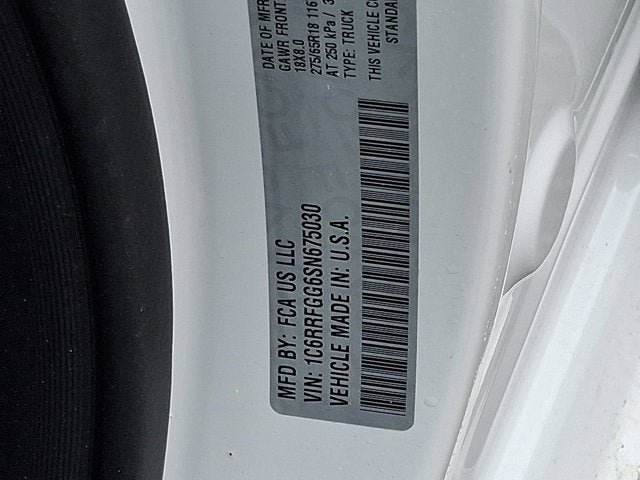 MFD BY: FCA US LLC
VIN: 1C6RRFGG6SN675030
VEHICLE MADE IN: U.S.A.
DATE OF MFR
GAWR FRONT
18X8.0
275/65R18 116
AT 250 kPa / 3
TYPE: TRUCK
THIS VEHICLE CO
STANDA